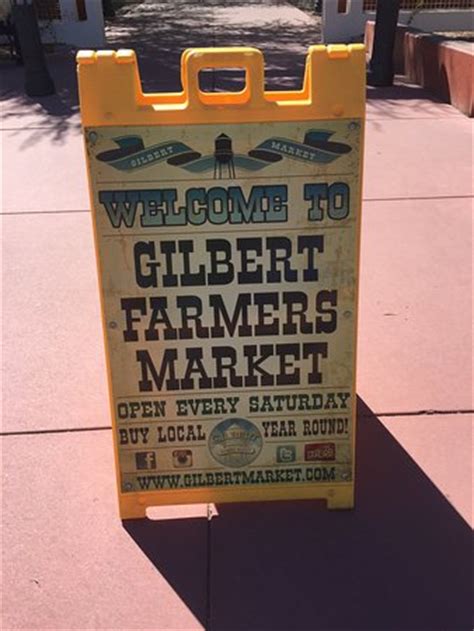 GILBERT MARKET
WELCOME TO
GILBERT
FARMERS
MARKET
OPEN EVERY SATURDAY
BUY LOCAL YEAR ROUND!
WWW.GILBERTMARKET.COM